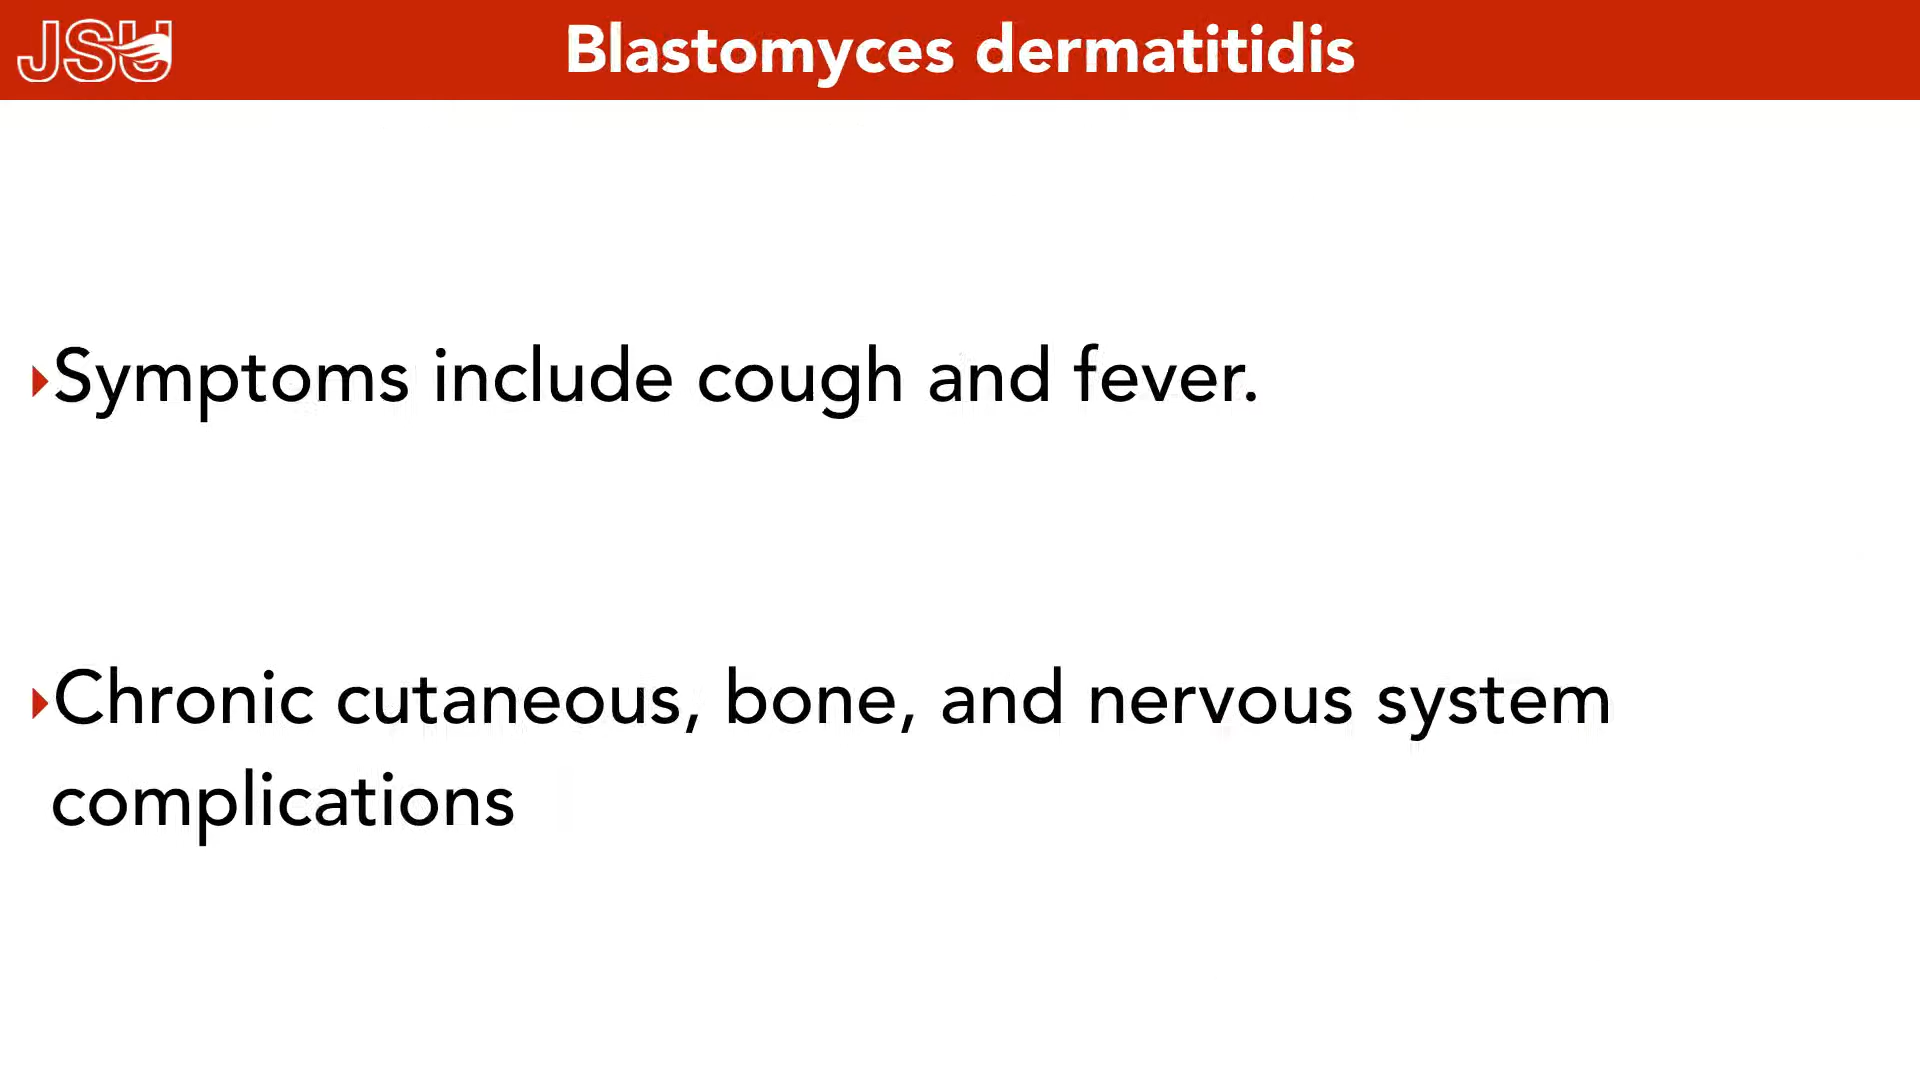 JSU
Blastomyces dermatitidis
‣Symptoms include cough and fever.
‣Chronic cutaneous, bone, and nervous system
complications